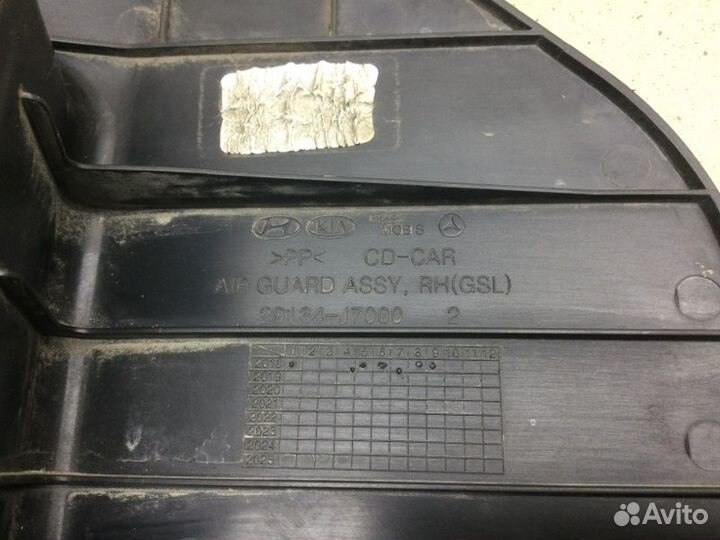 KIA MOBIS
>PP< CD-CAR
AIR GUARD ASSY, RH(GSL)
29134-J7000 2
1 2 3 4 5 6 7 8 9 10 11 12
2018
2019
2020
2021
2022
2023
2024
2025
Avito